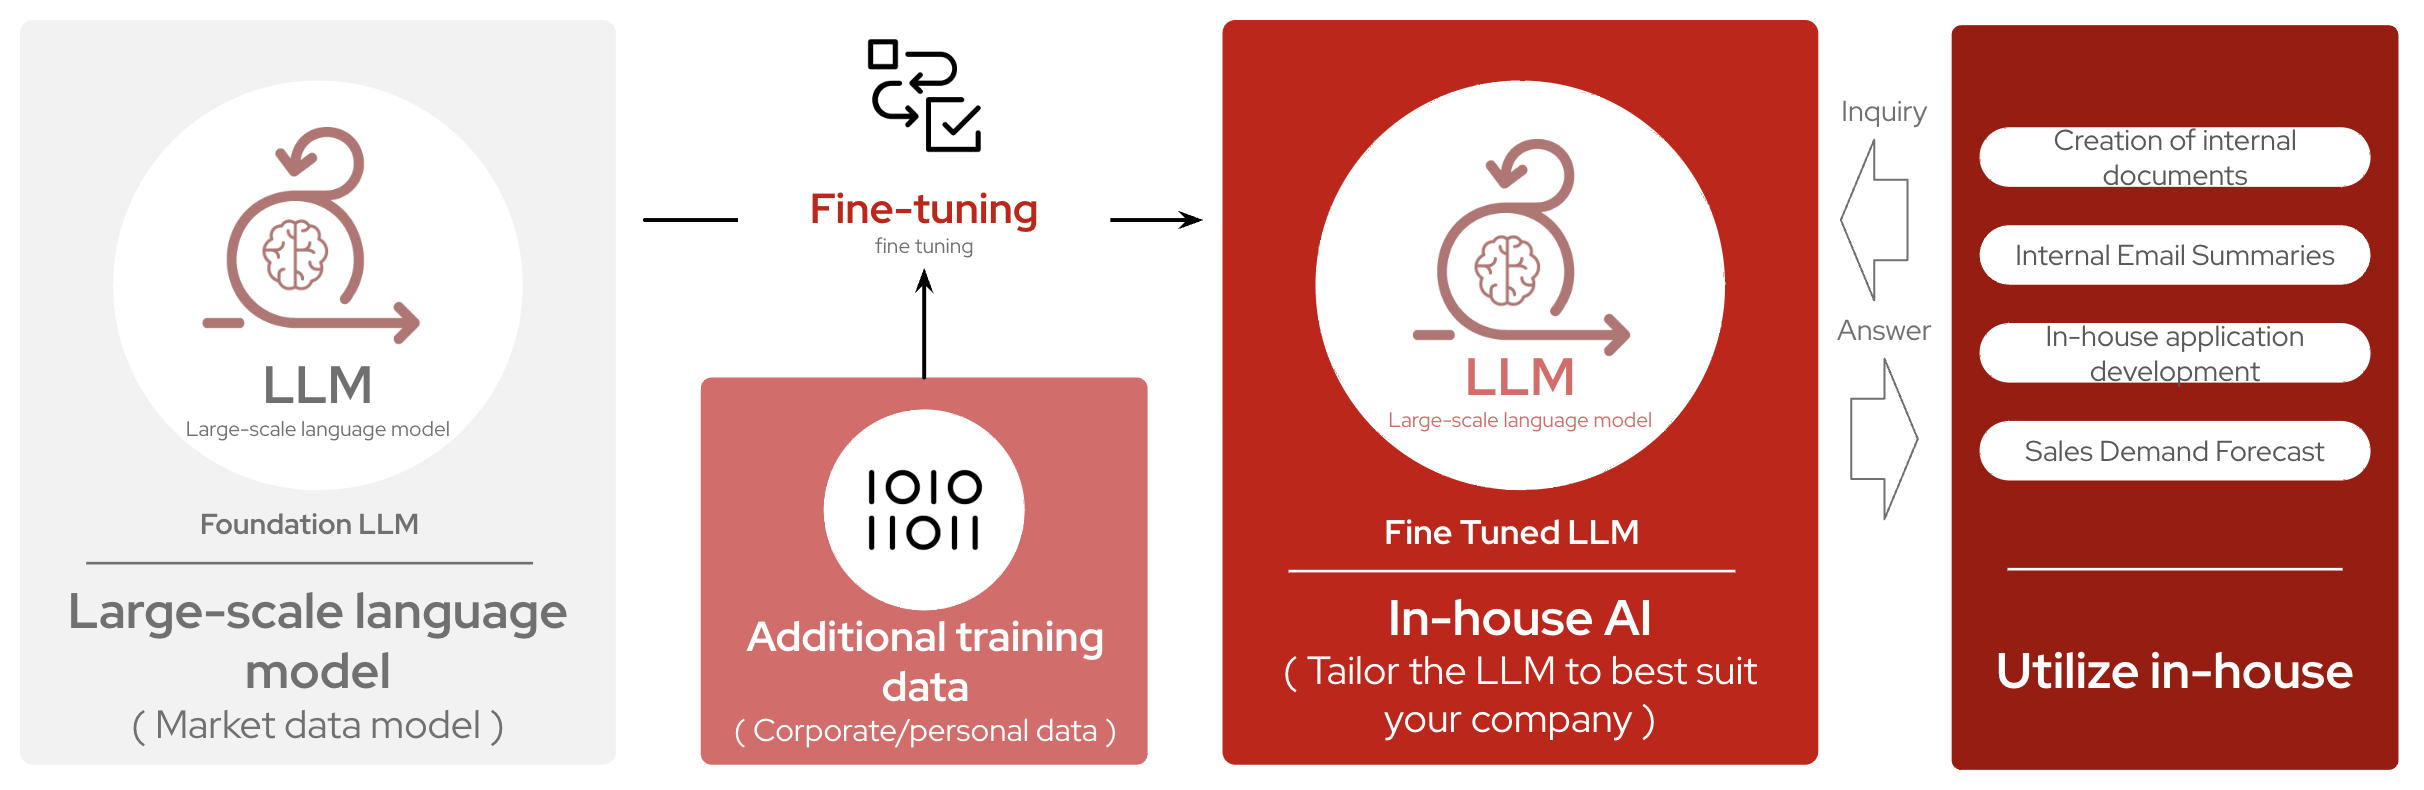 LLM
Large-scale language model
Foundation LLM
Large-scale language
model
( Market data model )
Fine-tuning
fine tuning
1010
11011
Additional training
data
( Corporate/personal data )
LLM
Large-scale language model
Fine Tuned LLM
In-house AI
( Tailor the LLM to best suit
your company )
Inquiry
Answer
Creation of internal
documents
Internal Email Summaries
In-house application
development
Sales Demand Forecast
Utilize in-house